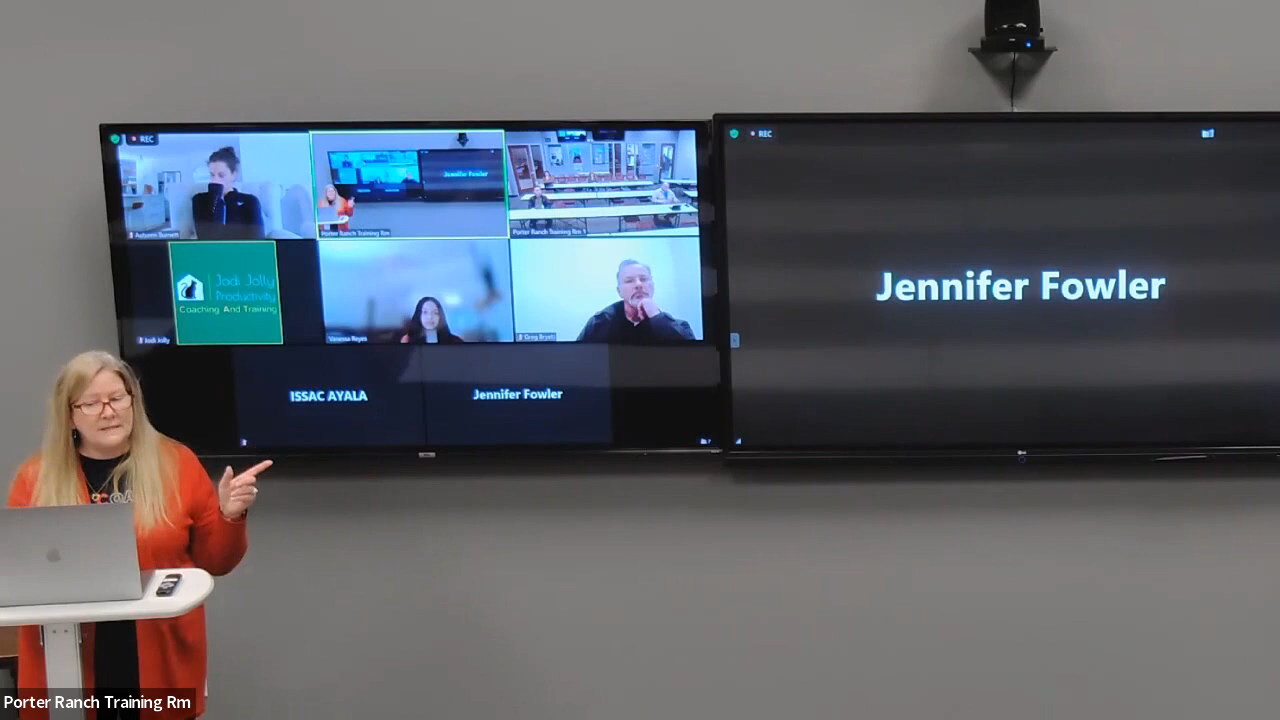 REC
REC
Jennifer Fowler
Autumn Burnett
Porter Ranch Training Rm
Porter Ranch Training Rm 1
Jodi Jolly
Productivity
Coaching And Training
Jodi Jolly
Vanessa Reyes
Greg Bryatt
ISSAC AYALA
Jennifer Fowler
Jennifer Fowler
Porter Ranch Training Rm